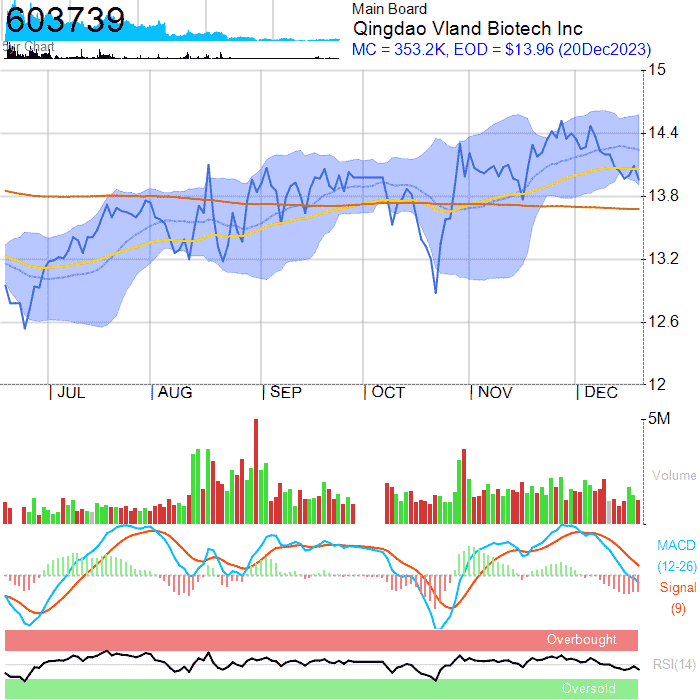 603739
Main Board
Qingdao Vland Biotech Inc
5yr Chart
MC = 353.2K, EOD = $13.96 (20Dec2023)
15
14.4
13.8
13.2
12.6
12
JUL AUG SEP OCT NOV DEC
5M
Volume
MACD
(12-26)
Signal
(9)
Overbought
RSI(14)
Oversold